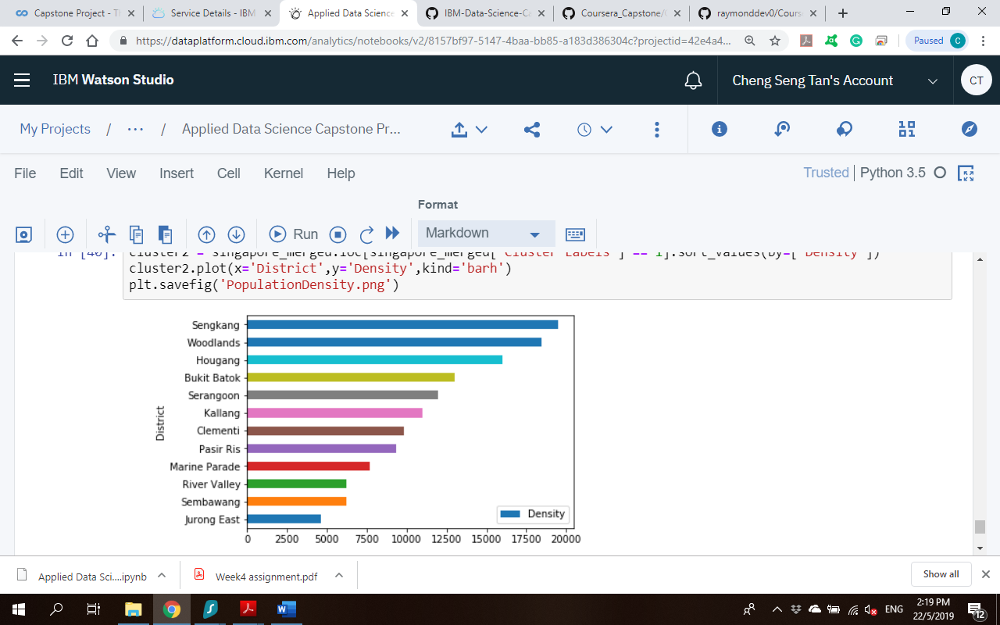 Capstone Project - Th
Service Details - IBM
Applied Data Science
IBM-Data-Science-Ca
Coursera_Capstone/C
raymonddev0/Course
https://dataplatform.cloud.ibm.com/analytics/notebooks/v2/8157bf97-5147-4baa-bb85-a183d386304c?projectid=42e4a4...
Paused
C
IBM Watson Studio
Cheng Seng Tan's Account
CT
My Projects / ... / Applied Data Science Capstone Pr...
File Edit View Insert Cell Kernel Help
Trusted | Python 3.5
Format
Run
Markdown
In [40]: cluster2 = singapore_merged.loc[singapore_merged['Cluster Labels'] == 1].sort_values(by=['Density'])
cluster2.plot(x='District',y='Density',kind='barh')
plt.savefig('PopulationDensity.png')
Sengkang
Woodlands
Hougang
Bukit Batok
Serangoon
Kallang
Clementi
Pasir Ris
Marine Parade
River Valley
Sembawang
Jurong East
District
Density
0 2500 5000 7500 10000 12500 15000 17500 20000
Applied Data Sci....ipynb
Week4 assignment.pdf
Show all
ENG
2:19 PM
22/5/2019
12